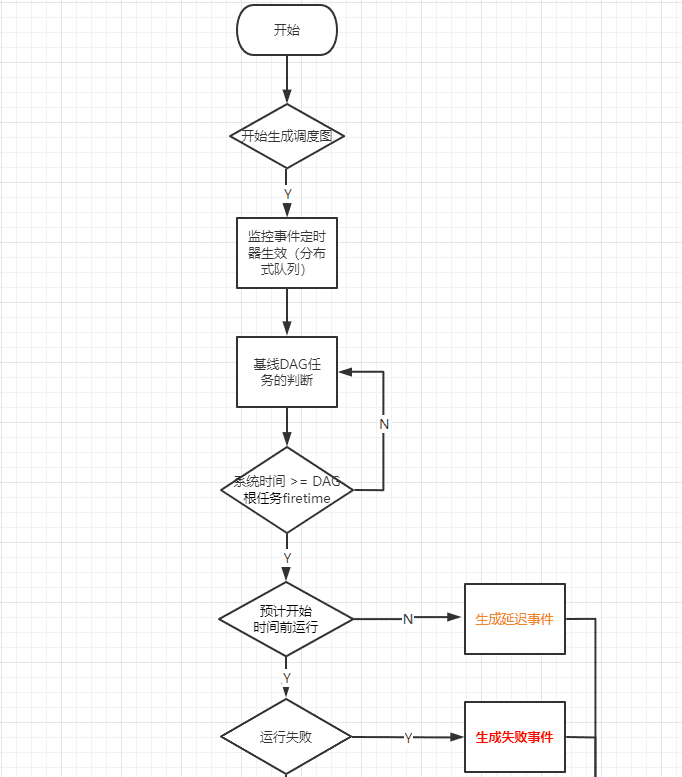 开始
开始生成调度图
Y
监控事件定时
器生效（分布
式队列）
基线DAG任
务的判断
N
系统时间 >= DAG
根任务firetime
Y
预计开始
时间前运行
N
生成延迟事件
Y
运行失败
Y
生成失败事件